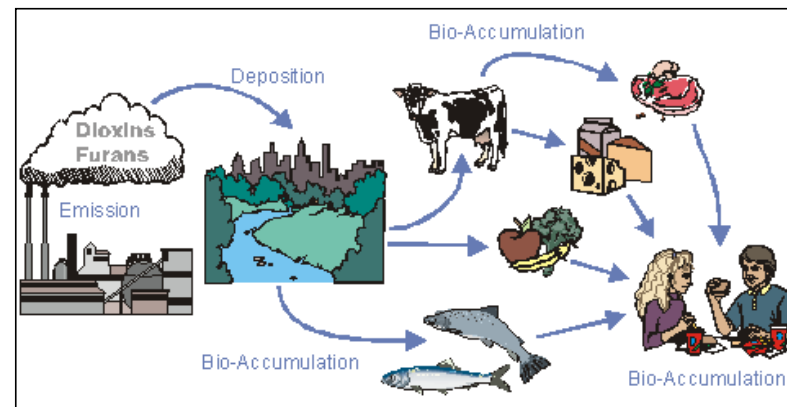 Bio-Accumulation
Deposition
Dioxins
Furans
Emission
Bio-Accumulation
Bio-Accumulation